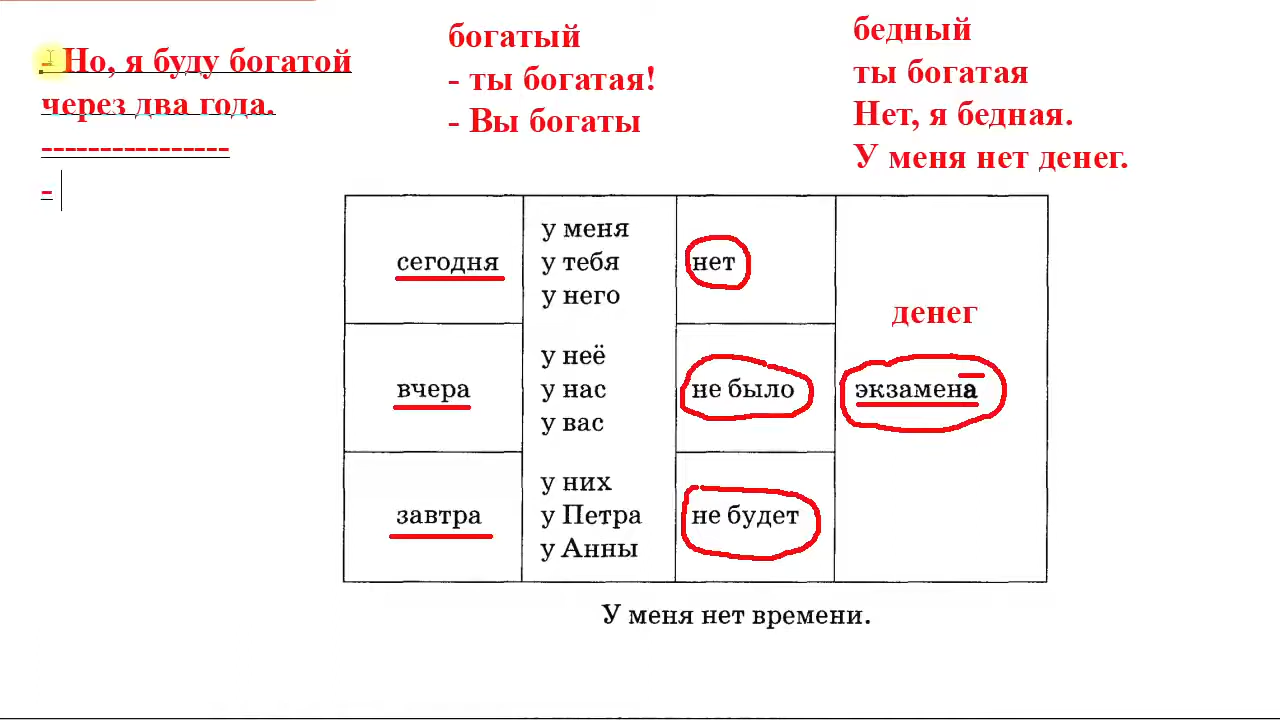 - Но, я буду богатой
через два года.
----------------
-
богатый
- ты богатая!
- Вы богаты
бедный
ты богатая
Нет, я бедная.
У меня нет денег.
сегодня
вчера
завтра
у меня
у тебя
у него
у неё
у нас
у вас
у них
у Петра
у Анны
нет
не было
не будет
денег
экзамена
У меня нет времени.